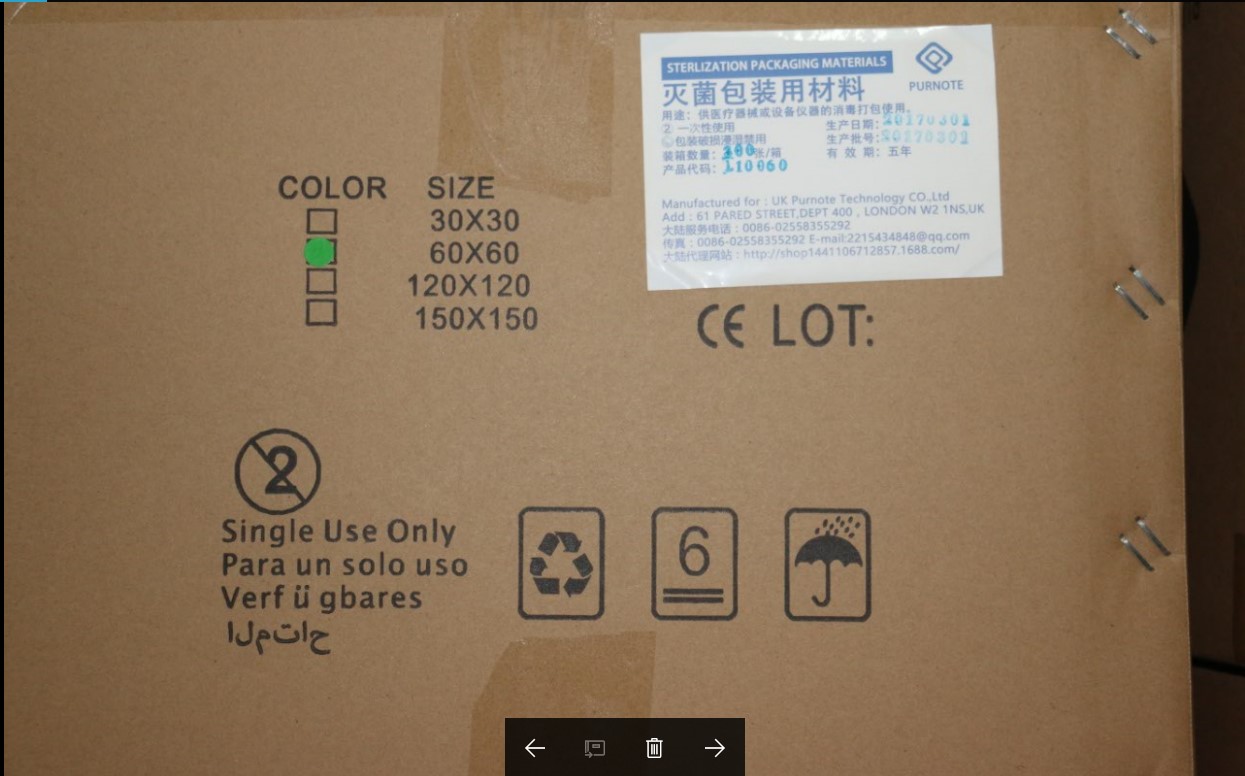 STERLIZATION PACKAGING MATERIALS
PURNOTE
灭菌包装用材料
用途：供医疗器械或设备仪器的消毒打包使用。
2：一次性使用
包装破损浸湿禁用
装箱数量：张/箱
产品代码：110060
生产日期：20170301
生产批号：20170301
有 效 期：五年
Manufactured for : UK Purnote Technology CO.,Ltd
Add : 61 PARED STREET,DEPT 400 , LONDON W2 1NS,UK
大陆服务电话：0086-02558355292
传真：0086-02558355292 E-mail:2215434848@qq.com
大陆代理网站：http://shop1441106712857.1688.com/
COLOR SIZE
30X30
60X60
120X120
150X150
CE LOT:
2
Single Use Only
Para un solo uso
Verf ü gbares
ا ل م ت ا ح
6